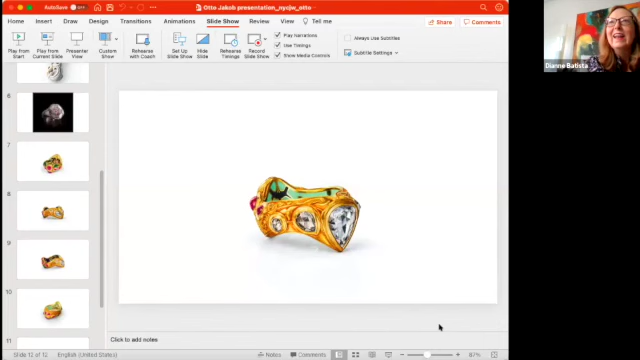 AutoSave OFF
Otto Jakob presentation_nycjw_otto
Home Insert Draw Design Transitions Animations Slide Show Review View Tell me Share Comments
Play from Start
Play from Current Slide
Presenter View
Custom Show
Rehearse with Coach
Set Up Slide Show
Hide Slide
Rehearse Timings
Record Slide Show
Play Narrations
Use Timings
Show Media Controls
Always Use Subtitles
Subtitle Settings
Dianne Batista
6
7
8
9
10
11
Click to add notes
Slide 12 of 12 English (United States) Notes Comments 87%